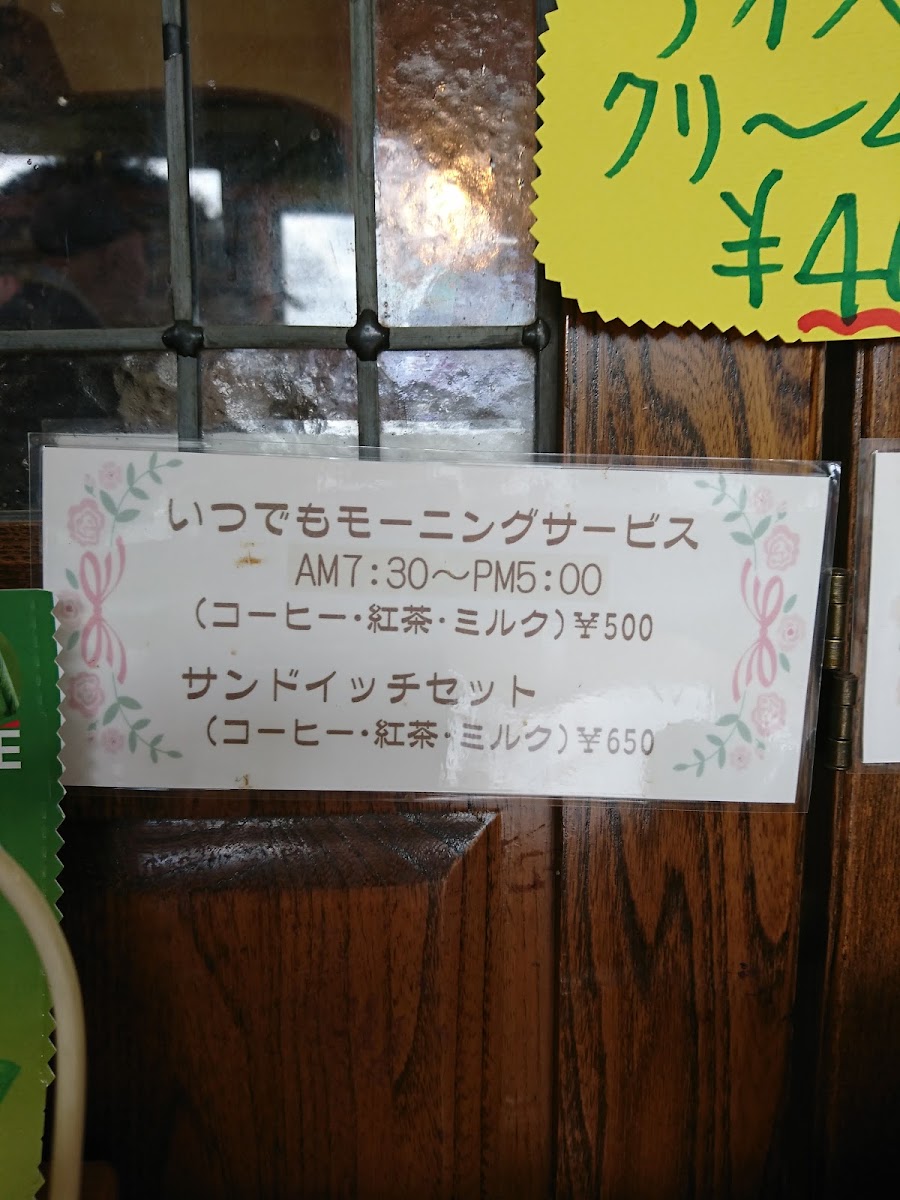 クリーム
¥4
いつでもモーニングサービス
AM7:30～PM5:00
(コーヒー・紅茶・ミルク)¥500
サンドイッチセット
(コーヒー・紅茶・ミルク)¥650
E